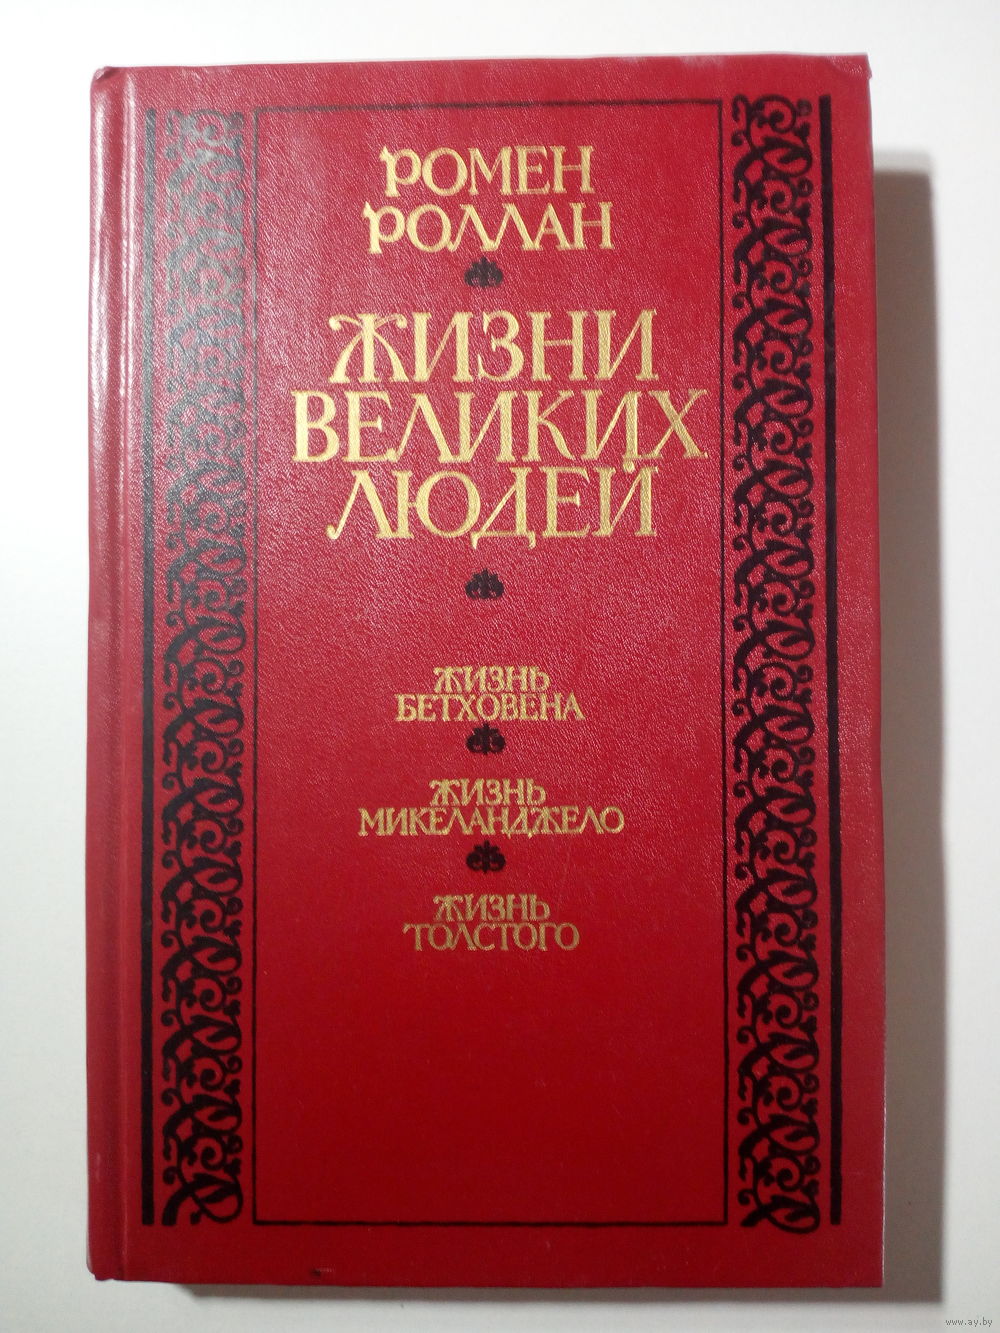 РОМЕН
РОЛЛАН
ЖИЗНИ
ВЕЛИКИХ
ЛЮДЕЙ
ЖИЗНЬ
БЕТХОВЕНА
ЖИЗНЬ
МИКЕЛАНДЖЕЛО
ЖИЗНЬ
ТОЛСТОГО
www.ay.by